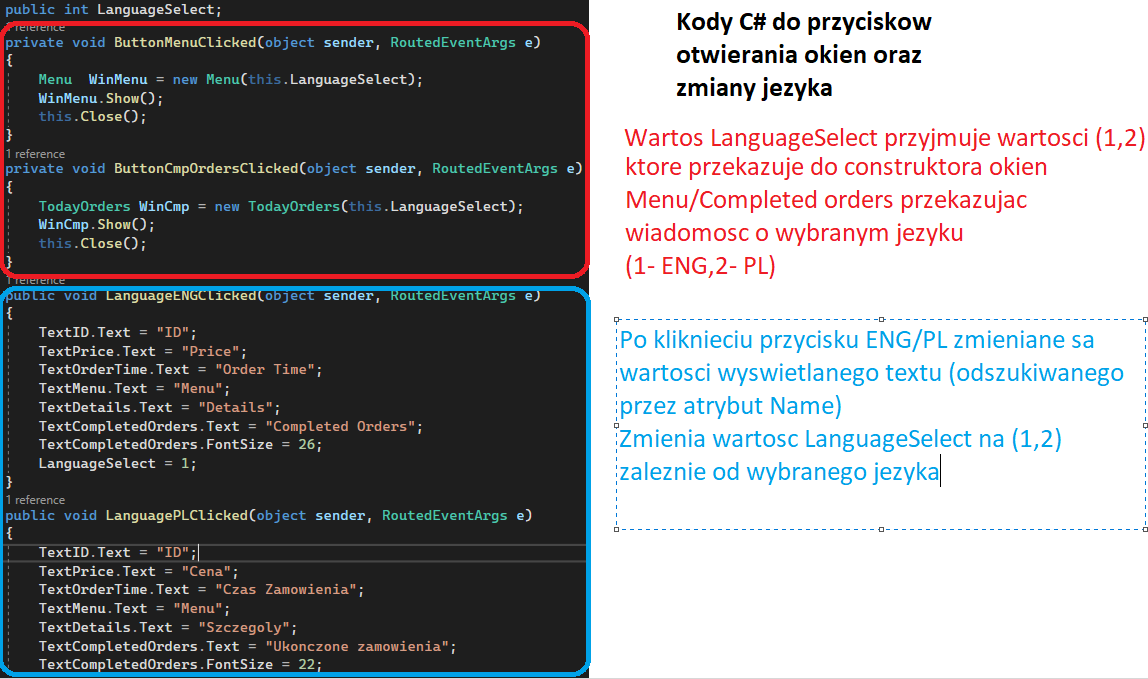 public int LanguageSelect;
1 reference
private void ButtonMenuClicked(object sender, RoutedEventArgs e)
{
Menu WinMenu = new Menu(this.LanguageSelect);
WinMenu.Show();
this.Close();
}
1 reference
private void ButtonCmpOrdersClicked(object sender, RoutedEventArgs e)
{
TodayOrders WinCmp = new TodayOrders(this.LanguageSelect);
WinCmp.Show();
this.Close();
}
1 reference
public void LanguageENGClicked(object sender, RoutedEventArgs e)
{
TextID.Text = "ID";
TextPrice.Text = "Price";
TextOrderTime.Text = "Order Time";
TextMenu.Text = "Menu";
TextDetails.Text = "Details";
TextCompletedOrders.Text = "Completed Orders";
TextCompletedOrders.FontSize = 26;
LanguageSelect = 1;
}
1 reference
public void LanguagePLClicked(object sender, RoutedEventArgs e)
{
TextID.Text = "ID";
TextPrice.Text = "Cena";
TextOrderTime.Text = "Czas Zamowienia";
TextMenu.Text = "Menu";
TextDetails.Text = "Szczegoly";
TextCompletedOrders.Text = "Ukonczone zamowienia";
TextCompletedOrders.FontSize = 22;
Kody C# do przyciskow
otwierania okien oraz
zmiany jezyka
Wartos LanguageSelect przyjmuje wartosci (1,2)
ktore przekazuje do construktora okien
Menu/Completed orders przekazujac
wiadomosc o wybranym jezyku
(1- ENG,2- PL)
Po kliknieciu przycisku ENG/PL zmieniane sa
wartosci wyswietlanego textu (odszukiwanego
przez atrybut Name)
Zmienia wartosc LanguageSelect na (1,2)
zaleznie od wybranego jezyka